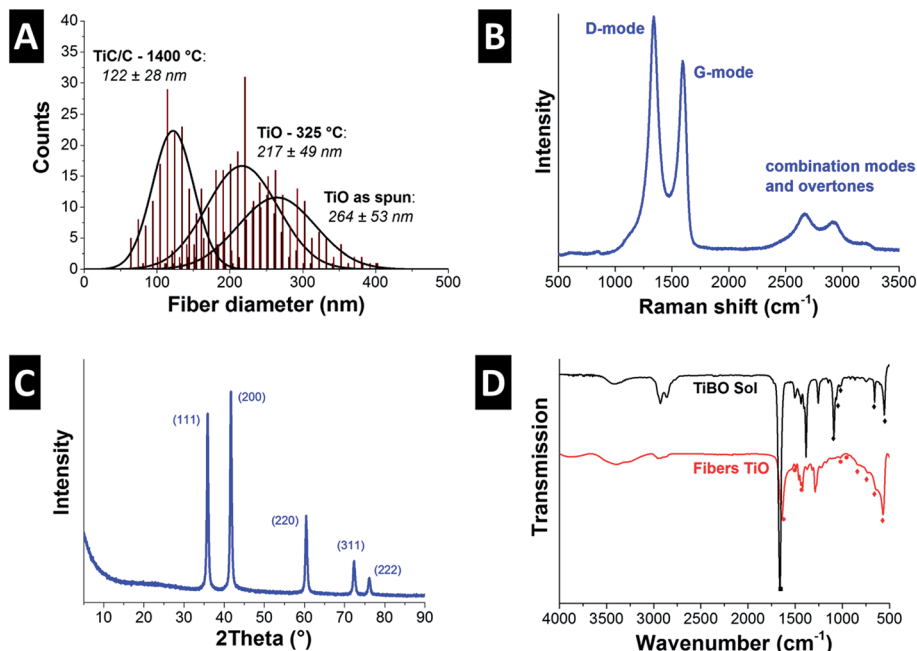 A
40
35
30
25
20
15
10
5
0
Counts
TiC/C - 1400 °C:
122 ± 28 nm
TiO - 325 °C:
217 ± 49 nm
TiO as spun:
264 ± 53 nm
0 100 200 300 400 500
Fiber diameter (nm)
B
Intensity
D-mode
G-mode
combination modes
and overtones
500 1000 1500 2000 2500 3000 3500
Raman shift (cm⁻¹)
C
Intensity
(111)
(200)
(220)
(311)
(222)
10 20 30 40 50 60 70 80 90
2Theta (°)
D
Transmission
TiBO Sol
Fibers TiO
4000 3500 3000 2500 2000 1500 1000 500
Wavenumber (cm⁻¹)